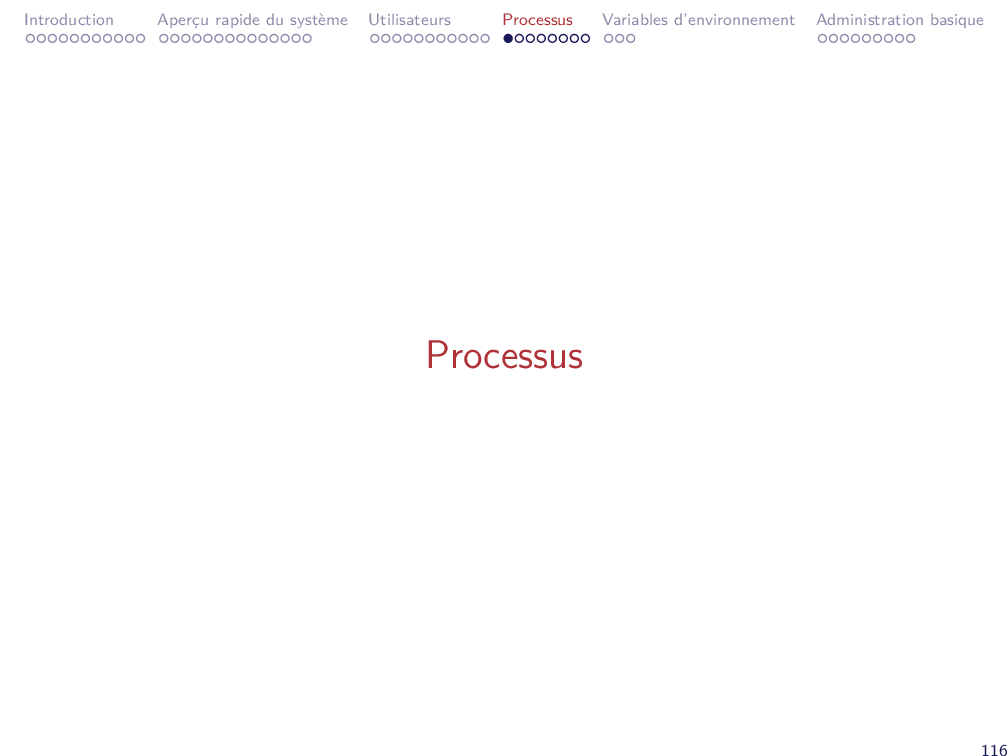 Introduction
Aperçu rapide du système
Utilisateurs
Processus
Variables d'environnement
Administration basique
Processus
116